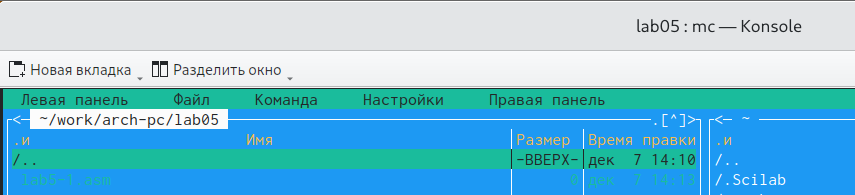 lab05 : mc — Konsole
Новая вкладка Разделить окно
Левая панель Файл Команда Настройки Правая панель
<─ ~/work/arch-pc/lab05 .[^]> <─ ~
.и Имя Размер Время правки .и
/.. -ВВЕРХ- дек 7 14:10 /..
lab5-1.asm 0 дек 7 14:13 /.Scilab